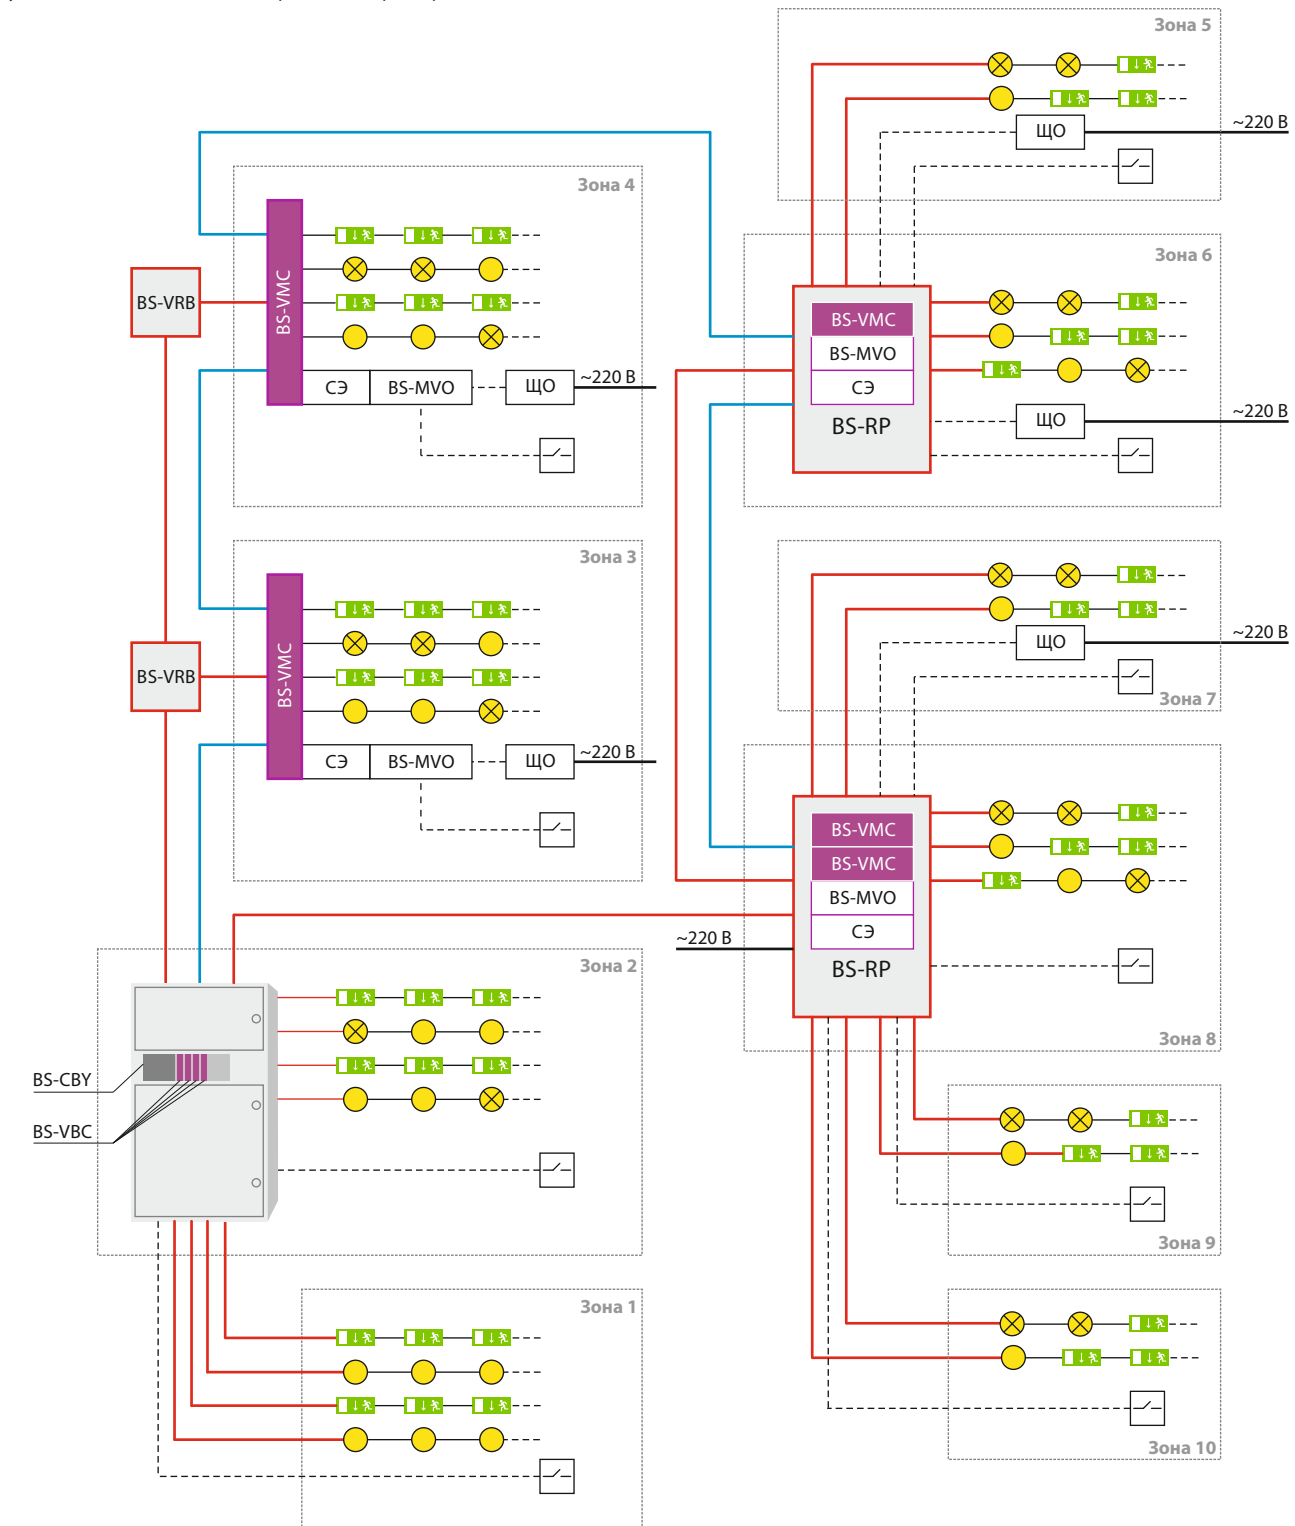 Зона 5
ЩО
~220 В
Зона 4
BS-VMC
BS-VRB
СЭ
BS-MVO
ЩО
~220 В
Зона 6
BS-VMC
BS-MVO
СЭ
BS-RP
ЩО
~220 В
Зона 3
BS-VMC
BS-VRB
СЭ
BS-MVO
ЩО
~220 В
ЩО
~220 В
Зона 7
BS-VMC
BS-VMC
BS-MVO
СЭ
BS-RP
~220 В
Зона 8
Зона 2
BS-CBY
BS-VBC
Зона 9
Зона 1
Зона 10